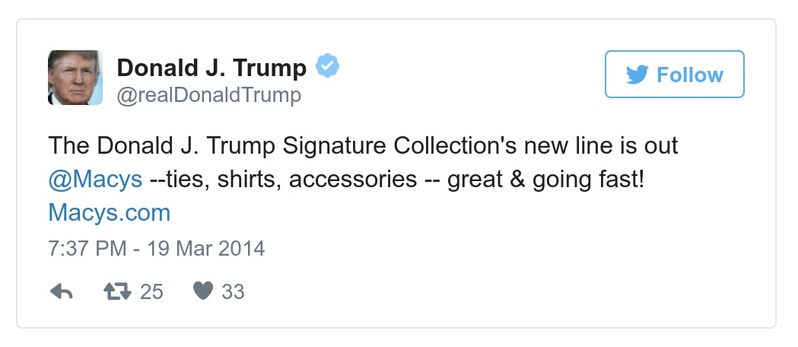 Donald J. Trump
@realDonaldTrump
Follow
The Donald J. Trump Signature Collection's new line is out
@Macys --ties, shirts, accessories -- great & going fast!
Macys.com
7:37 PM - 19 Mar 2014
25 33